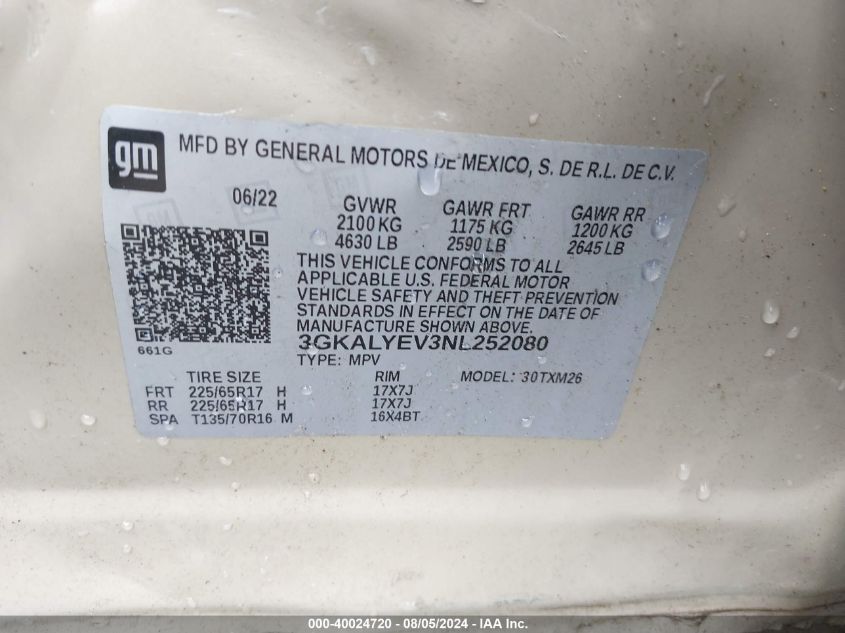 gm
MFD BY GENERAL MOTORS DE MEXICO, S. DE R.L. DE C.V.
06/22
GVWR GAWR FRT GAWR RR
2100 KG 1175 KG 1200 KG
4630 LB 2590 LB 2645 LB
THIS VEHICLE CONFORMS TO ALL
APPLICABLE U.S. FEDERAL MOTOR
VEHICLE SAFETY AND THEFT PREVENTION
STANDARDS IN EFFECT ON THE DATE OF
MANUFACTURE SHOWN ABOVE.
661G
3GKALYEV3NL252080
TYPE: MPV MODEL: 30TXM26
TIRE SIZE RIM
FRT 225/65R17 H 17X7J
RR 225/65R17 H 17X7J
SPA T135/70R16 M 16X4BT
000-40024720 - 08/05/2024 - IAA Inc.